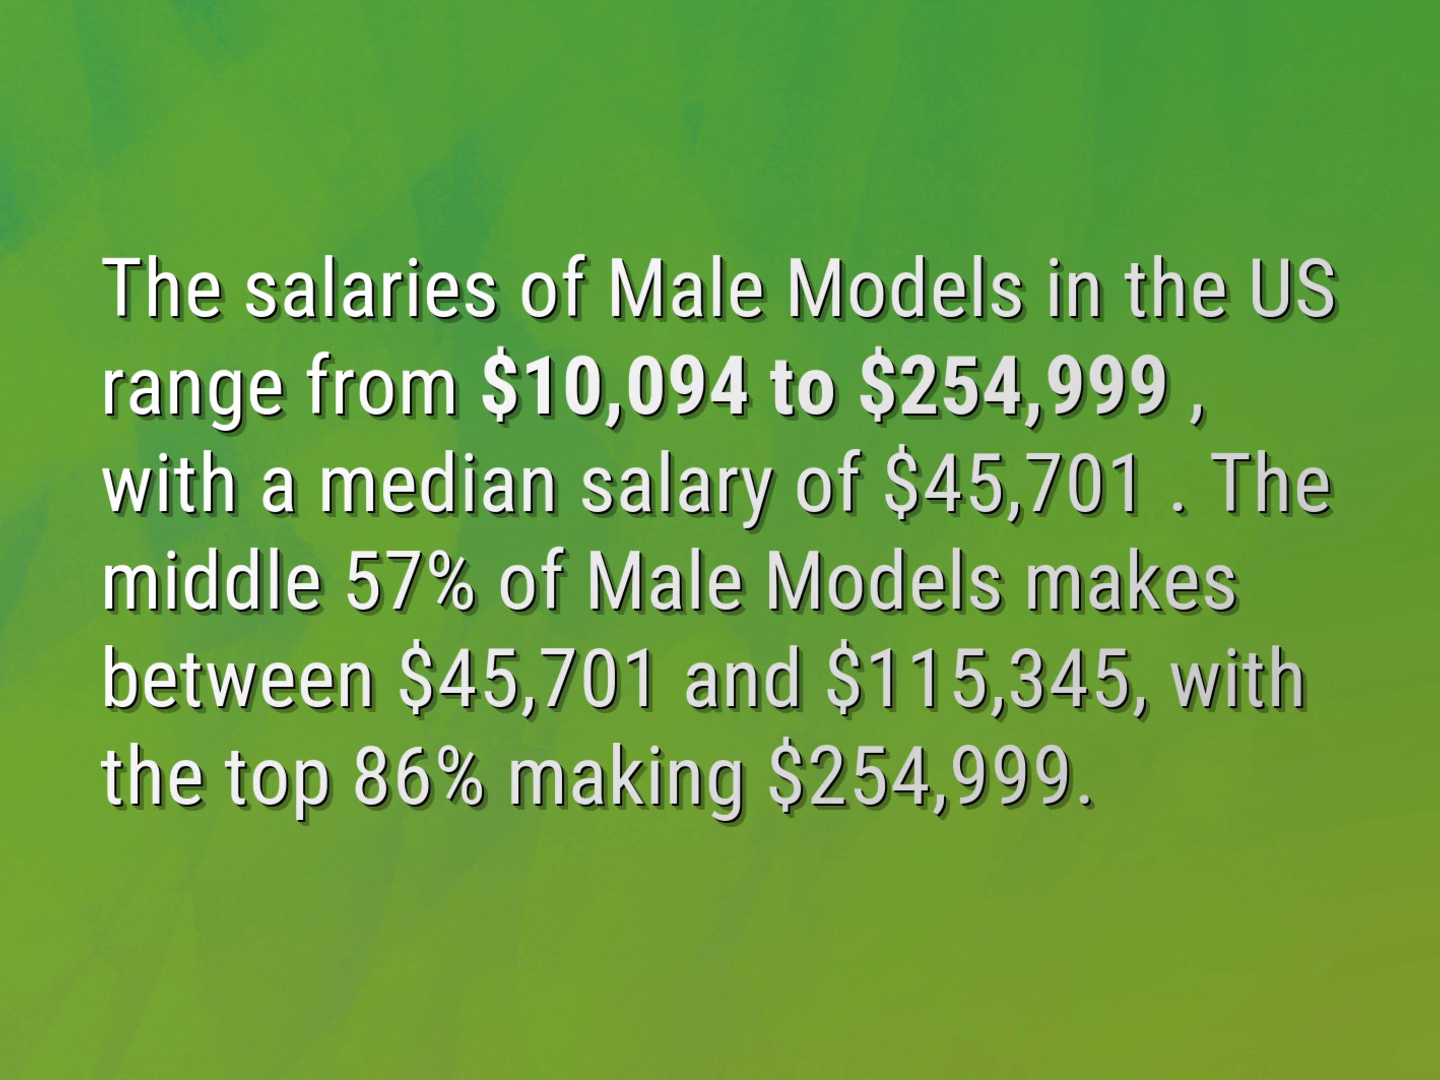 The salaries of Male Models in the US
range from $10,094 to $254,999 ,
with a median salary of $45,701 . The
middle 57% of Male Models makes
between $45,701 and $115,345, with
the top 86% making $254,999.